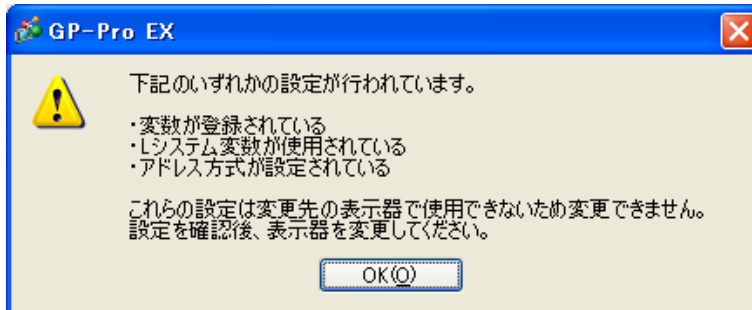 GP-Pro EX
下記のいずれかの設定が行われています。
・変数が登録されている
・Lシステム変数が使用されている
・アドレス方式が設定されている
これらの設定は変更先の表示器で使用できないため変更できません。
設定を確認後、表示器を変更してください。
OK(O)